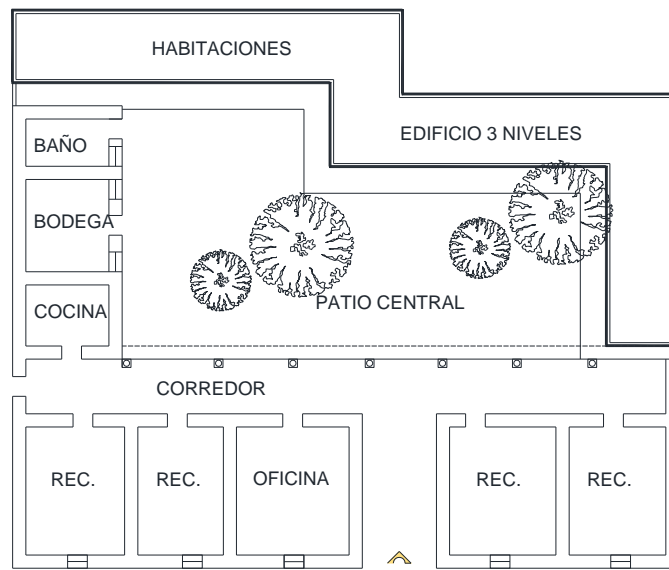 HABITACIONES
EDIFICIO 3 NIVELES
BAÑO
BODEGA
COCINA
PATIO CENTRAL
CORREDOR
REC.
REC.
OFICINA
REC.
REC.